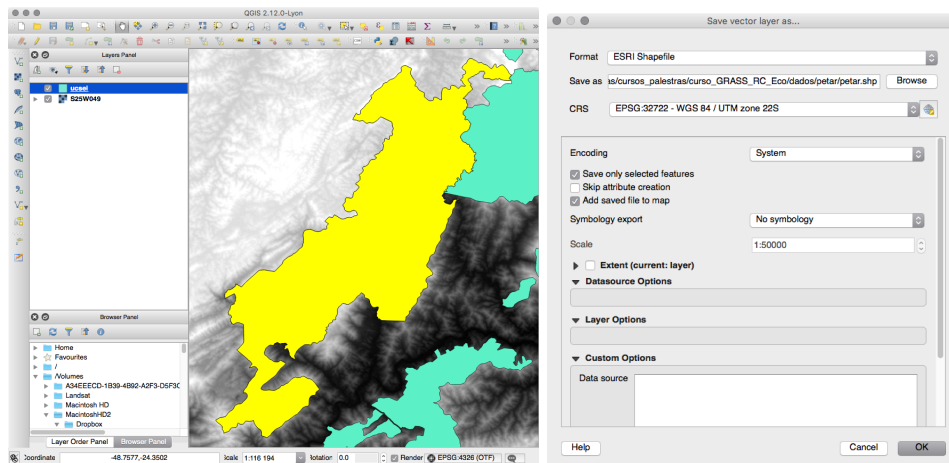 QGIS 2.12.0-Lyon
Layers Panel
ucsel
S25W049
Browser Panel
Home
Favourites
/
/Volumes
A34EEECD-1B39-4B92-A2F3-D5F3C
Landsat
Macintosh HD
MacintoshHD2
Dropbox
Layer Order Panel Browser Panel
Coordinate -48.7577,-24.3502 Scale 1:116 194 Rotation 0.0 Render EPSG:4326 (OTF)
Save vector layer as...
Format ESRI Shapefile
Save as is/cursos_palestras/curso_GRASS_RC_Eco/dados/petar/petar.shp Browse
CRS EPSG:32722 - WGS 84 / UTM zone 22S
Encoding System
Save only selected features
Skip attribute creation
Add saved file to map
Symbology export No symbology
Scale 1:50000
Extent (current: layer)
Datasource Options
Layer Options
Custom Options
Data source
Help Cancel OK